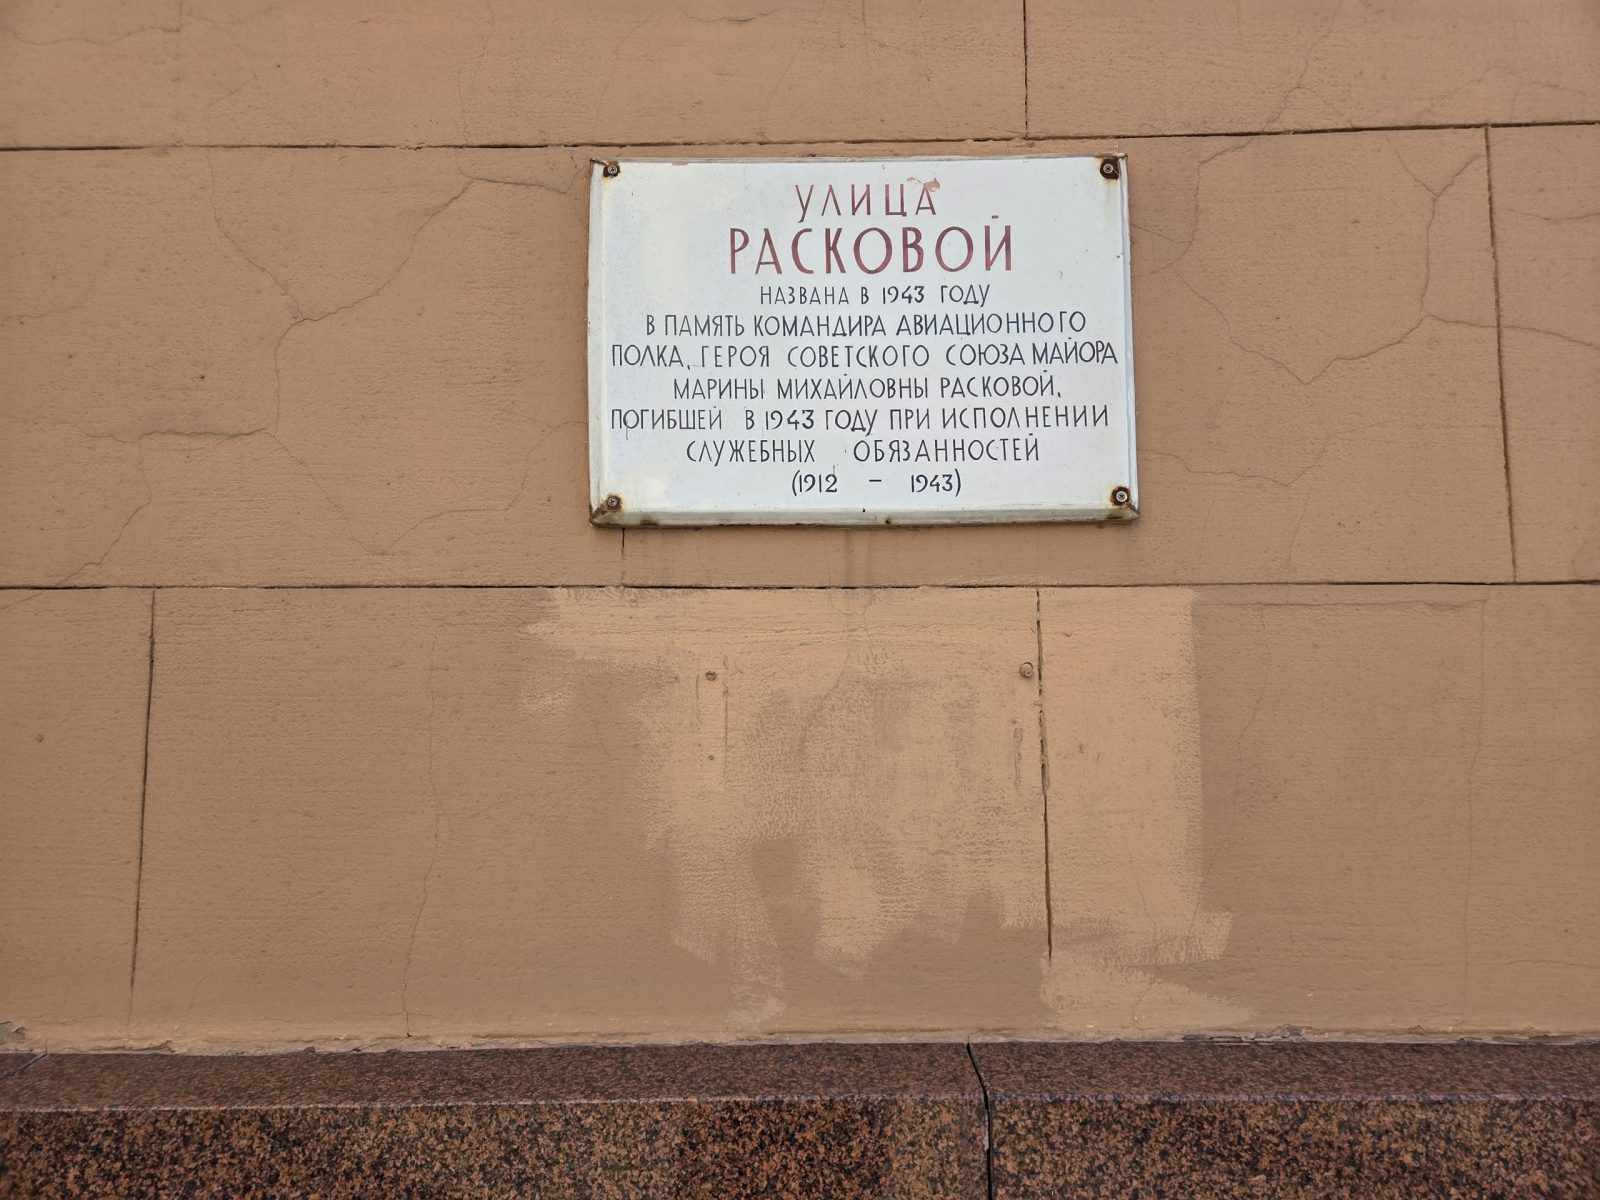 УЛИЦА
РАСКОВОЙ
НАЗВАНА В 1943 ГОДУ
В ПАМЯТЬ КОМАНДИРА АВИАЦИОННОГО
ПОЛКА, ГЕРОЯ СОВЕТСКОГО СОЮЗА МАЙОРА
МАРИНЫ МИХАЙЛОВНЫ РАСКОВОЙ,
ПОГИБШЕЙ В 1943 ГОДУ ПРИ ИСПОЛНЕНИИ
СЛУЖЕБНЫХ ОБЯЗАННОСТЕЙ
(1912 – 1943)